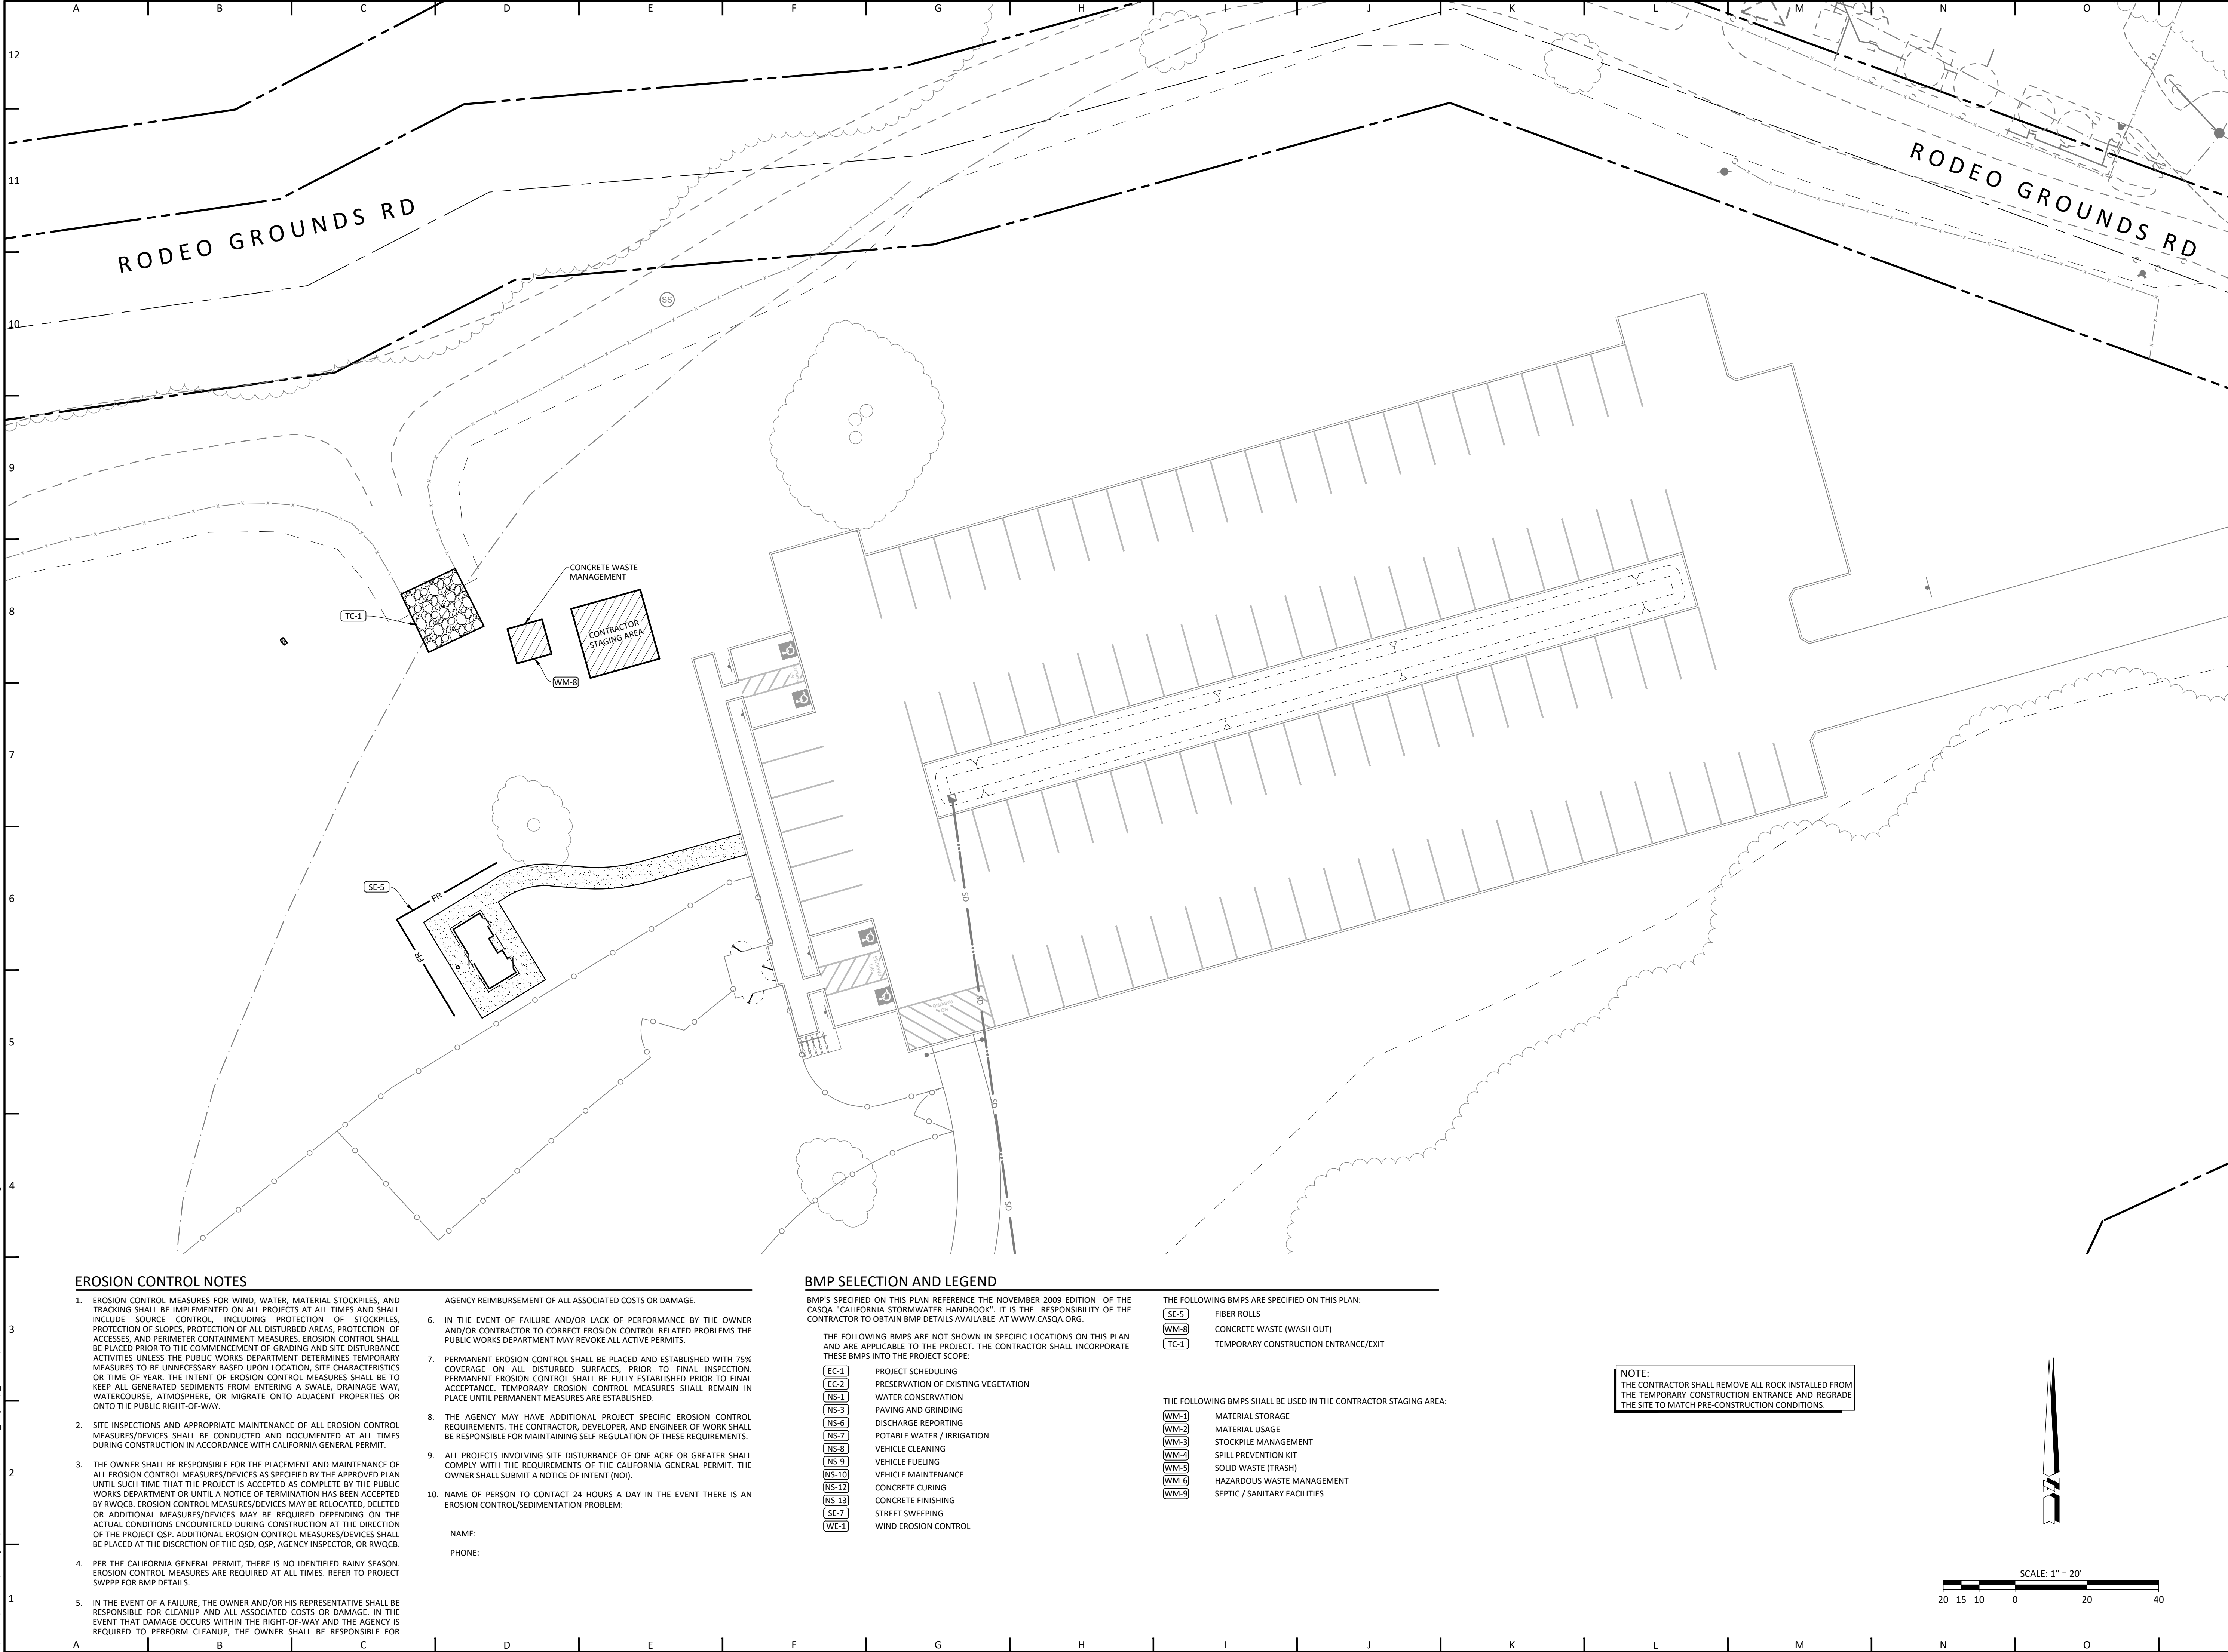 A B C D E F G H I J K L M N O
12
11
10
9
8
7
6
5
4
3
2
1
RODEO GROUNDS RD
RODEO GROUNDS RD
SS
CONCRETE WASTE
MANAGEMENT
TC-1
CONTRACTOR
STAGING AREA
WM-8
SE-5
FR
FR
SD
SD
SD
SD
EROSION CONTROL NOTES
1. EROSION CONTROL MEASURES FOR WIND, WATER, MATERIAL STOCKPILES, AND
TRACKING SHALL BE IMPLEMENTED ON ALL PROJECTS AT ALL TIMES AND SHALL
INCLUDE SOURCE CONTROL, INCLUDING PROTECTION OF STOCKPILES,
PROTECTION OF SLOPES, PROTECTION OF ALL DISTURBED AREAS, PROTECTION OF
ACCESSES, AND PERIMETER CONTAINMENT MEASURES. EROSION CONTROL SHALL
BE PLACED PRIOR TO THE COMMENCEMENT OF GRADING AND SITE DISTURBANCE
ACTIVITIES UNLESS THE PUBLIC WORKS DEPARTMENT DETERMINES TEMPORARY
MEASURES TO BE UNNECESSARY BASED UPON LOCATION, SITE CHARACTERISTICS
OR TIME OF YEAR. THE INTENT OF EROSION CONTROL MEASURES SHALL BE TO
KEEP ALL GENERATED SEDIMENTS FROM ENTERING A SWALE, DRAINAGE WAY,
WATERCOURSE, ATMOSPHERE, OR MIGRATE ONTO ADJACENT PROPERTIES OR
ONTO THE PUBLIC RIGHT-OF-WAY.
2. SITE INSPECTIONS AND APPROPRIATE MAINTENANCE OF ALL EROSION CONTROL
MEASURES/DEVICES SHALL BE CONDUCTED AND DOCUMENTED AT ALL TIMES
DURING CONSTRUCTION IN ACCORDANCE WITH CALIFORNIA GENERAL PERMIT.
3. THE OWNER SHALL BE RESPONSIBLE FOR THE PLACEMENT AND MAINTENANCE OF
ALL EROSION CONTROL MEASURES/DEVICES AS SPECIFIED BY THE APPROVED PLAN
UNTIL SUCH TIME THAT THE PROJECT IS ACCEPTED AS COMPLETE BY THE PUBLIC
WORKS DEPARTMENT OR UNTIL A NOTICE OF TERMINATION HAS BEEN ACCEPTED
BY RWQCB. EROSION CONTROL MEASURES/DEVICES MAY BE RELOCATED, DELETED
OR ADDITIONAL MEASURES/DEVICES MAY BE REQUIRED DEPENDING ON THE
ACTUAL CONDITIONS ENCOUNTERED DURING CONSTRUCTION AT THE DIRECTION
OF THE PROJECT QSP. ADDITIONAL EROSION CONTROL MEASURES/DEVICES SHALL
BE PLACED AT THE DISCRETION OF THE QSD, QSP, AGENCY INSPECTOR, OR RWQCB.
4. PER THE CALIFORNIA GENERAL PERMIT, THERE IS NO IDENTIFIED RAINY SEASON.
EROSION CONTROL MEASURES ARE REQUIRED AT ALL TIMES. REFER TO PROJECT
SWPPP FOR BMP DETAILS.
5. IN THE EVENT OF A FAILURE, THE OWNER AND/OR HIS REPRESENTATIVE SHALL BE
RESPONSIBLE FOR CLEANUP AND ALL ASSOCIATED COSTS OR DAMAGE. IN THE
EVENT THAT DAMAGE OCCURS WITHIN THE RIGHT-OF-WAY AND THE AGENCY IS
REQUIRED TO PERFORM CLEANUP, THE OWNER SHALL BE RESPONSIBLE FOR
AGENCY REIMBURSEMENT OF ALL ASSOCIATED COSTS OR DAMAGE.
6. IN THE EVENT OF FAILURE AND/OR LACK OF PERFORMANCE BY THE OWNER
AND/OR CONTRACTOR TO CORRECT EROSION CONTROL RELATED PROBLEMS THE
PUBLIC WORKS DEPARTMENT MAY REVOKE ALL ACTIVE PERMITS.
7. PERMANENT EROSION CONTROL SHALL BE PLACED AND ESTABLISHED WITH 75%
COVERAGE ON ALL DISTURBED SURFACES, PRIOR TO FINAL INSPECTION.
PERMANENT EROSION CONTROL SHALL BE FULLY ESTABLISHED PRIOR TO FINAL
ACCEPTANCE. TEMPORARY EROSION CONTROL MEASURES SHALL REMAIN IN
PLACE UNTIL PERMANENT MEASURES ARE ESTABLISHED.
8. THE AGENCY MAY HAVE ADDITIONAL PROJECT SPECIFIC EROSION CONTROL
REQUIREMENTS. THE CONTRACTOR, DEVELOPER, AND ENGINEER OF WORK SHALL
BE RESPONSIBLE FOR MAINTAINING SELF-REGULATION OF THESE REQUIREMENTS.
9. ALL PROJECTS INVOLVING SITE DISTURBANCE OF ONE ACRE OR GREATER SHALL
COMPLY WITH THE REQUIREMENTS OF THE CALIFORNIA GENERAL PERMIT. THE
OWNER SHALL SUBMIT A NOTICE OF INTENT (NOI).
10. NAME OF PERSON TO CONTACT 24 HOURS A DAY IN THE EVENT THERE IS AN
EROSION CONTROL/SEDIMENTATION PROBLEM:
NAME:
PHONE:
BMP SELECTION AND LEGEND
BMP'S SPECIFIED ON THIS PLAN REFERENCE THE NOVEMBER 2009 EDITION OF THE
CASQA "CALIFORNIA STORMWATER HANDBOOK". IT IS THE RESPONSIBILITY OF THE
CONTRACTOR TO OBTAIN BMP DETAILS AVAILABLE AT WWW.CASQA.ORG.
THE FOLLOWING BMPS ARE NOT SHOWN IN SPECIFIC LOCATIONS ON THIS PLAN
AND ARE APPLICABLE TO THE PROJECT. THE CONTRACTOR SHALL INCORPORATE
THESE BMPS INTO THE PROJECT SCOPE:
EC-1 PROJECT SCHEDULING
EC-2 PRESERVATION OF EXISTING VEGETATION
NS-1 WATER CONSERVATION
NS-3 PAVING AND GRINDING
NS-6 DISCHARGE REPORTING
NS-7 POTABLE WATER / IRRIGATION
NS-8 VEHICLE CLEANING
NS-9 VEHICLE FUELING
NS-10 VEHICLE MAINTENANCE
NS-12 CONCRETE CURING
NS-13 CONCRETE FINISHING
SE-7 STREET SWEEPING
WE-1 WIND EROSION CONTROL
THE FOLLOWING BMPS ARE SPECIFIED ON THIS PLAN:
SE-5 FIBER ROLLS
WM-8 CONCRETE WASTE (WASH OUT)
TC-1 TEMPORARY CONSTRUCTION ENTRANCE/EXIT
THE FOLLOWING BMPS SHALL BE USED IN THE CONTRACTOR STAGING AREA:
WM-1 MATERIAL STORAGE
WM-2 MATERIAL USAGE
WM-3 STOCKPILE MANAGEMENT
WM-4 SPILL PREVENTION KIT
WM-5 SOLID WASTE (TRASH)
WM-6 HAZARDOUS WASTE MANAGEMENT
WM-9 SEPTIC / SANITARY FACILITIES
NOTE:
THE CONTRACTOR SHALL REMOVE ALL ROCK INSTALLED FROM
THE TEMPORARY CONSTRUCTION ENTRANCE AND REGRADE
THE SITE TO MATCH PRE-CONSTRUCTION CONDITIONS.
N
SCALE: 1" = 20'
20 15 10 0 20 40
A B C D E F G H I J K L M N O